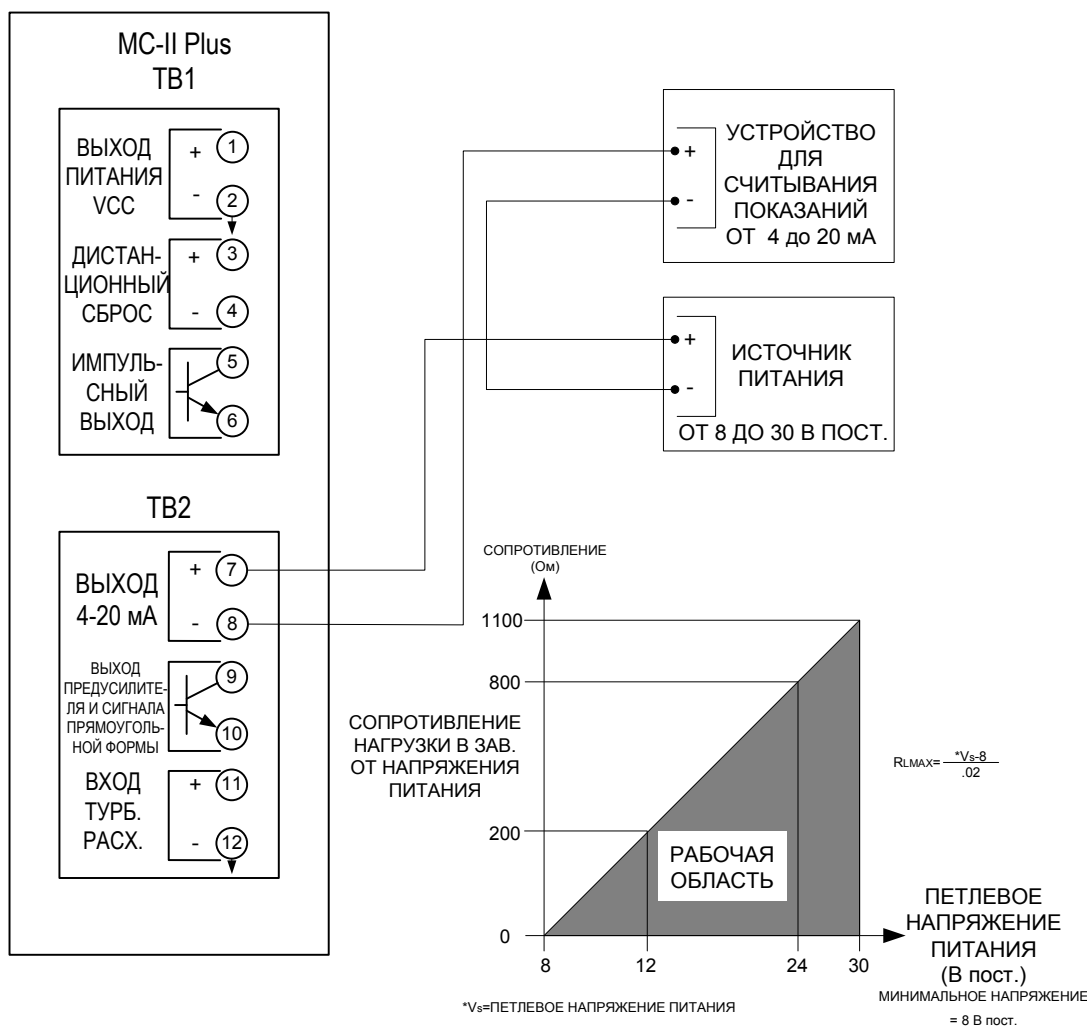 MC-II Plus
TB1
ВЫХОД
ПИТАНИЯ
VCC
+ 1
- 2
ДИСТАН-
ЦИОННЫЙ
СБРОС
+ 3
- 4
ИМПУЛЬ-
СНЫЙ
ВЫХОД
5
6
TB2
ВЫХОД
4-20 мА
+ 7
- 8
ВЫХОД
ПРЕДУСИЛИТЕ-
ЛЯ И СИГНАЛА
ПРЯМОУГОЛЬ-
НОЙ ФОРМЫ
9
10
ВХОД
ТУРБ.
РАСХ.
+ 11
- 12
+
-
УСТРОЙСТВО
ДЛЯ
СЧИТЫВАНИЯ
ПОКАЗАНИЙ
ОТ 4 до 20 мА
+
-
ИСТОЧНИК
ПИТАНИЯ
ОТ 8 ДО 30 В ПОСТ.
СОПРОТИВЛЕНИЕ
(Ом)
1100
800
200
0
СОПРОТИВЛЕНИЕ
НАГРУЗКИ В ЗАВ.
ОТ НАПРЯЖЕНИЯ
ПИТАНИЯ
РАБОЧАЯ
ОБЛАСТЬ
8 12 24 30
RLMAX= *Vs-8
.02
ПЕТЛЕВОЕ
НАПРЯЖЕНИЕ
ПИТАНИЯ
(В пост.)
МИНИМАЛЬНОЕ НАПРЯЖЕНИЕ
= 8 В пост.
*Vs=ПЕТЛЕВОЕ НАПРЯЖЕНИЕ ПИТАНИЯ